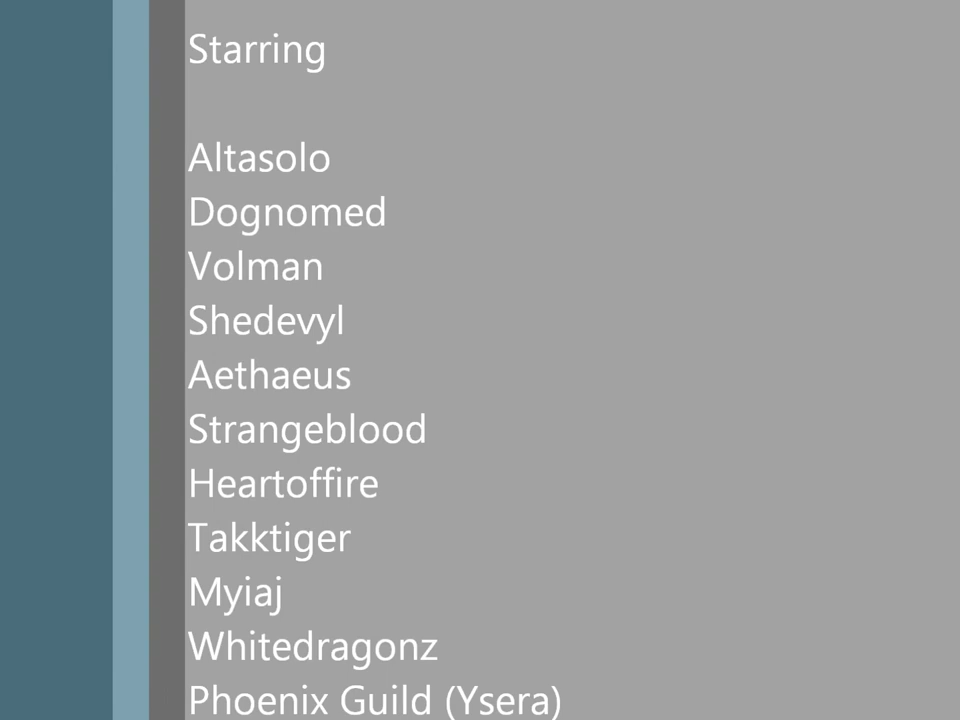 Starring
Altasolo
Dognomed
Volman
Shedevyl
Aethaeus
Strangeblood
Heartoffire
Takktiger
Myiaj
Whitedragonz
Phoenix Guild (Ysera)